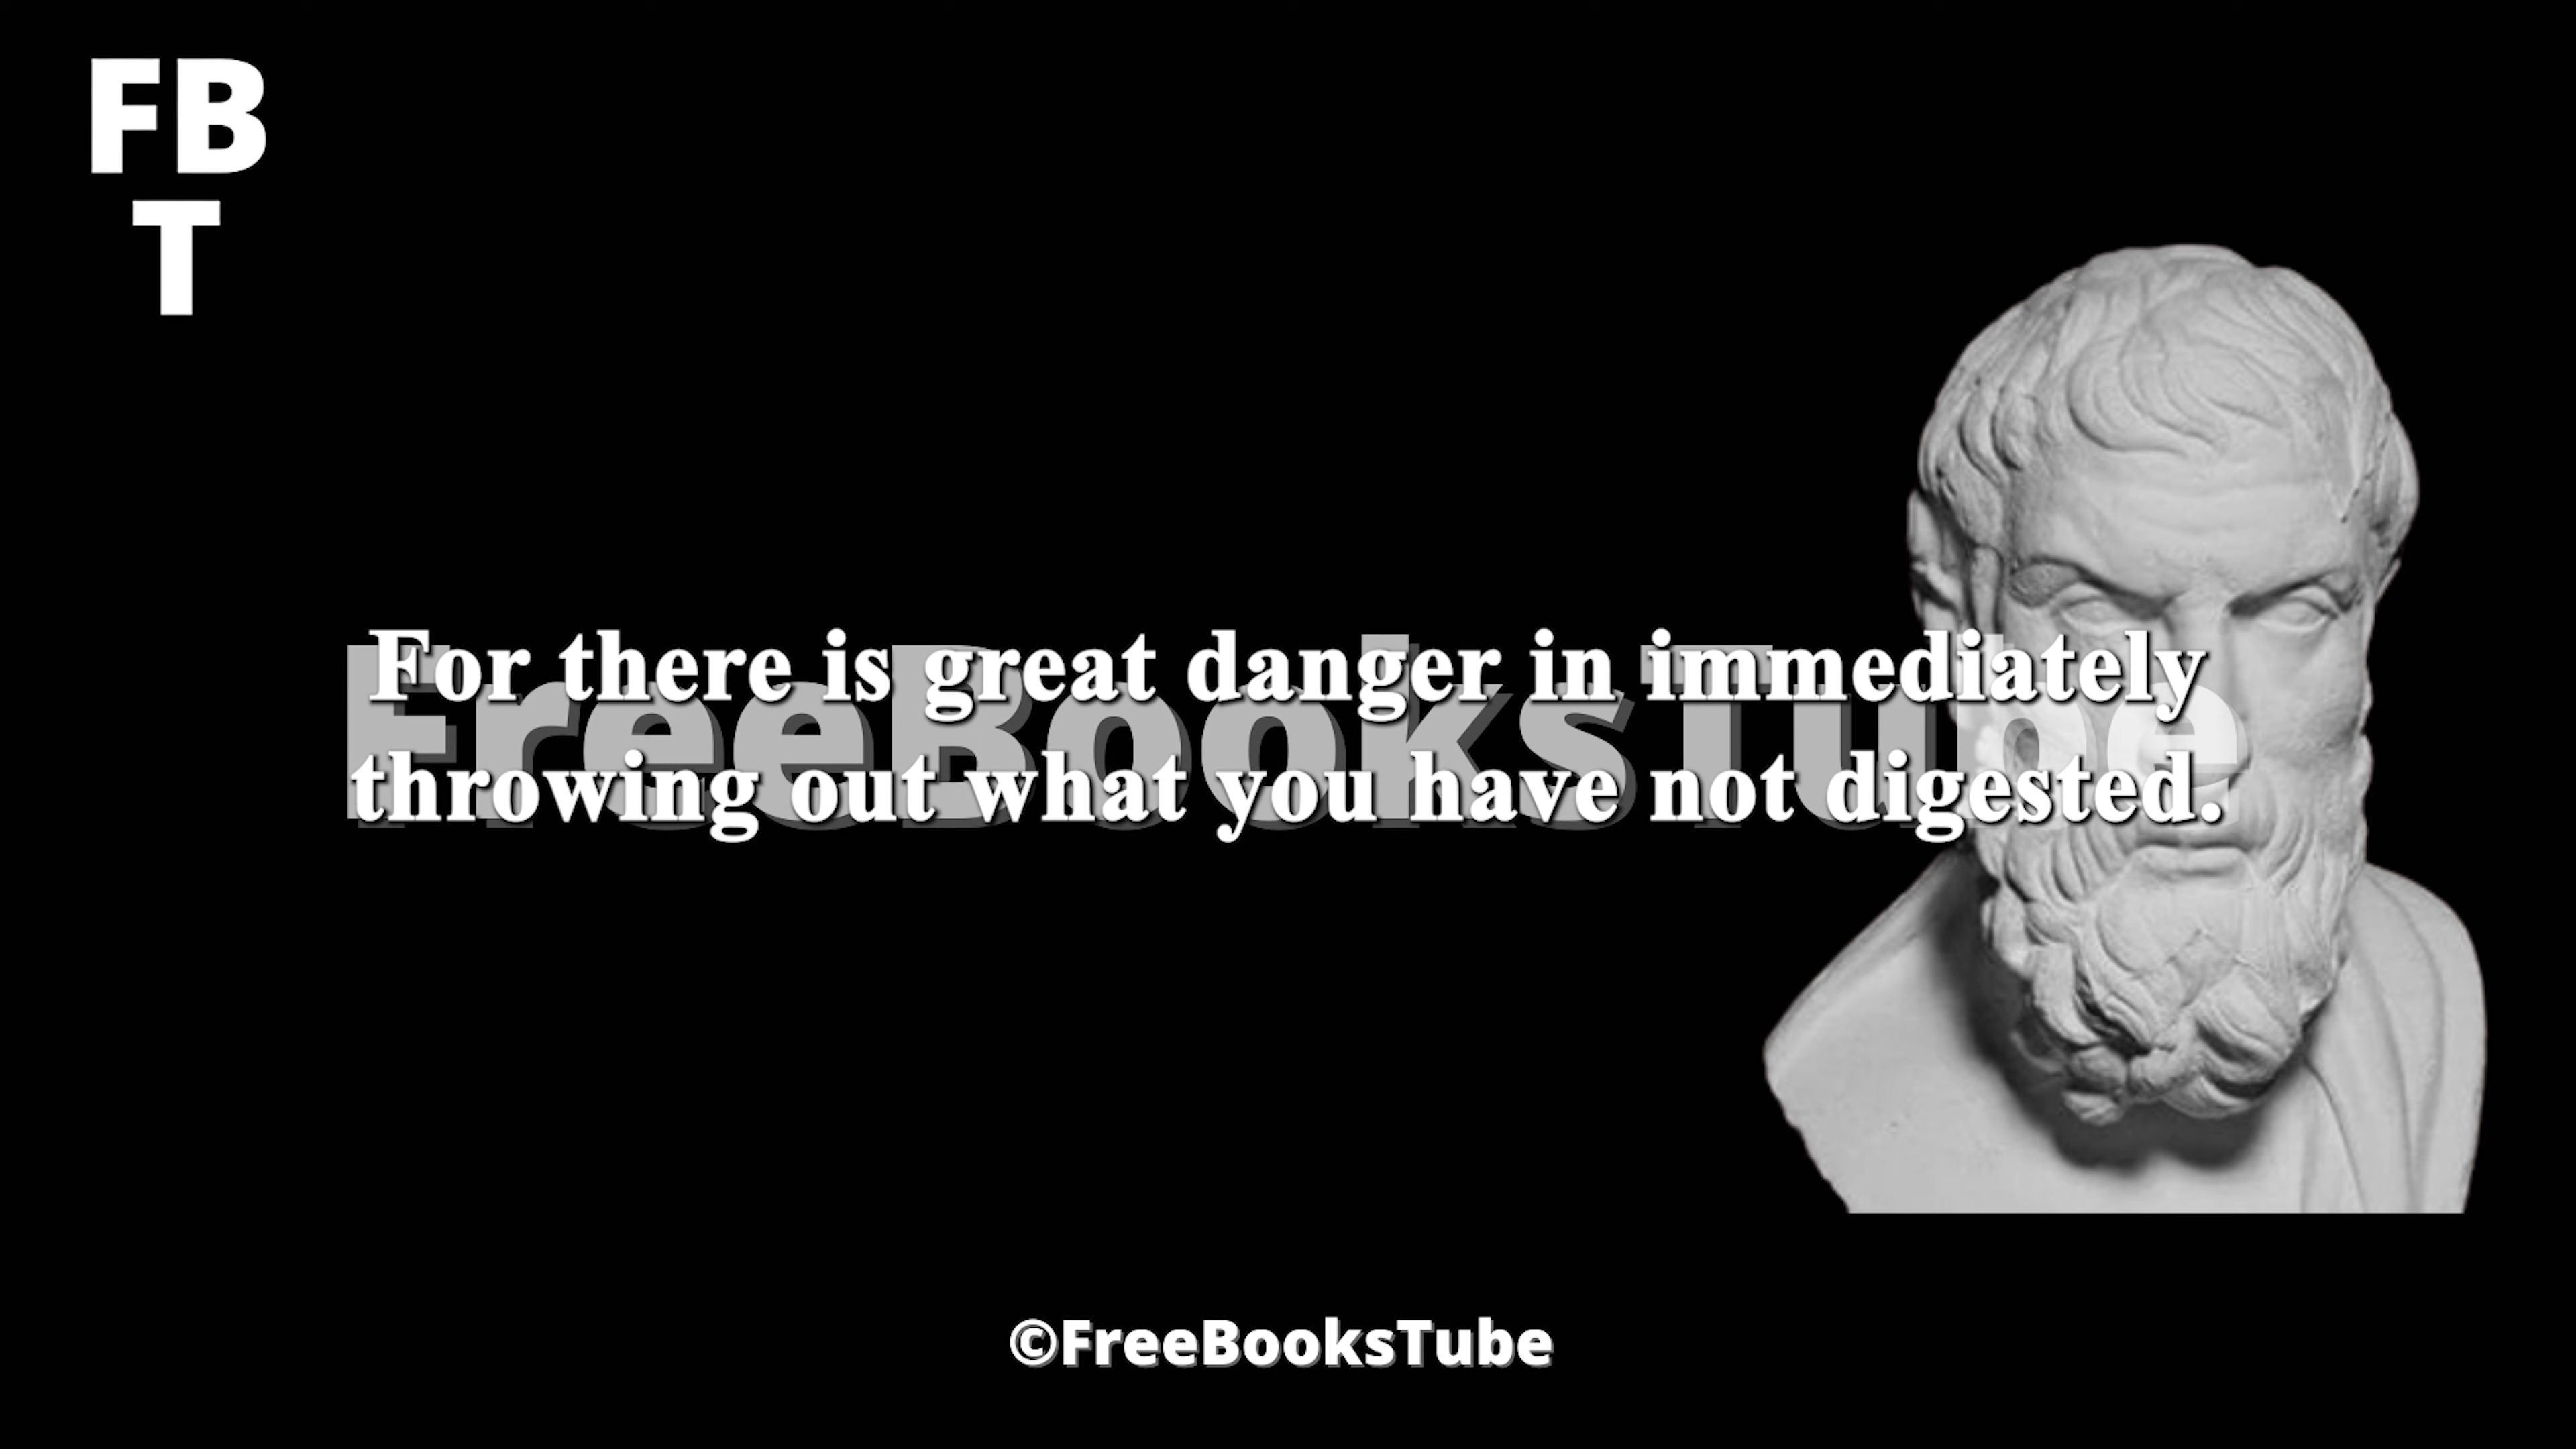 FB
T
FreeBooksTube
For there is great danger in immediately
throwing out what you have not digested.
©FreeBooksTube